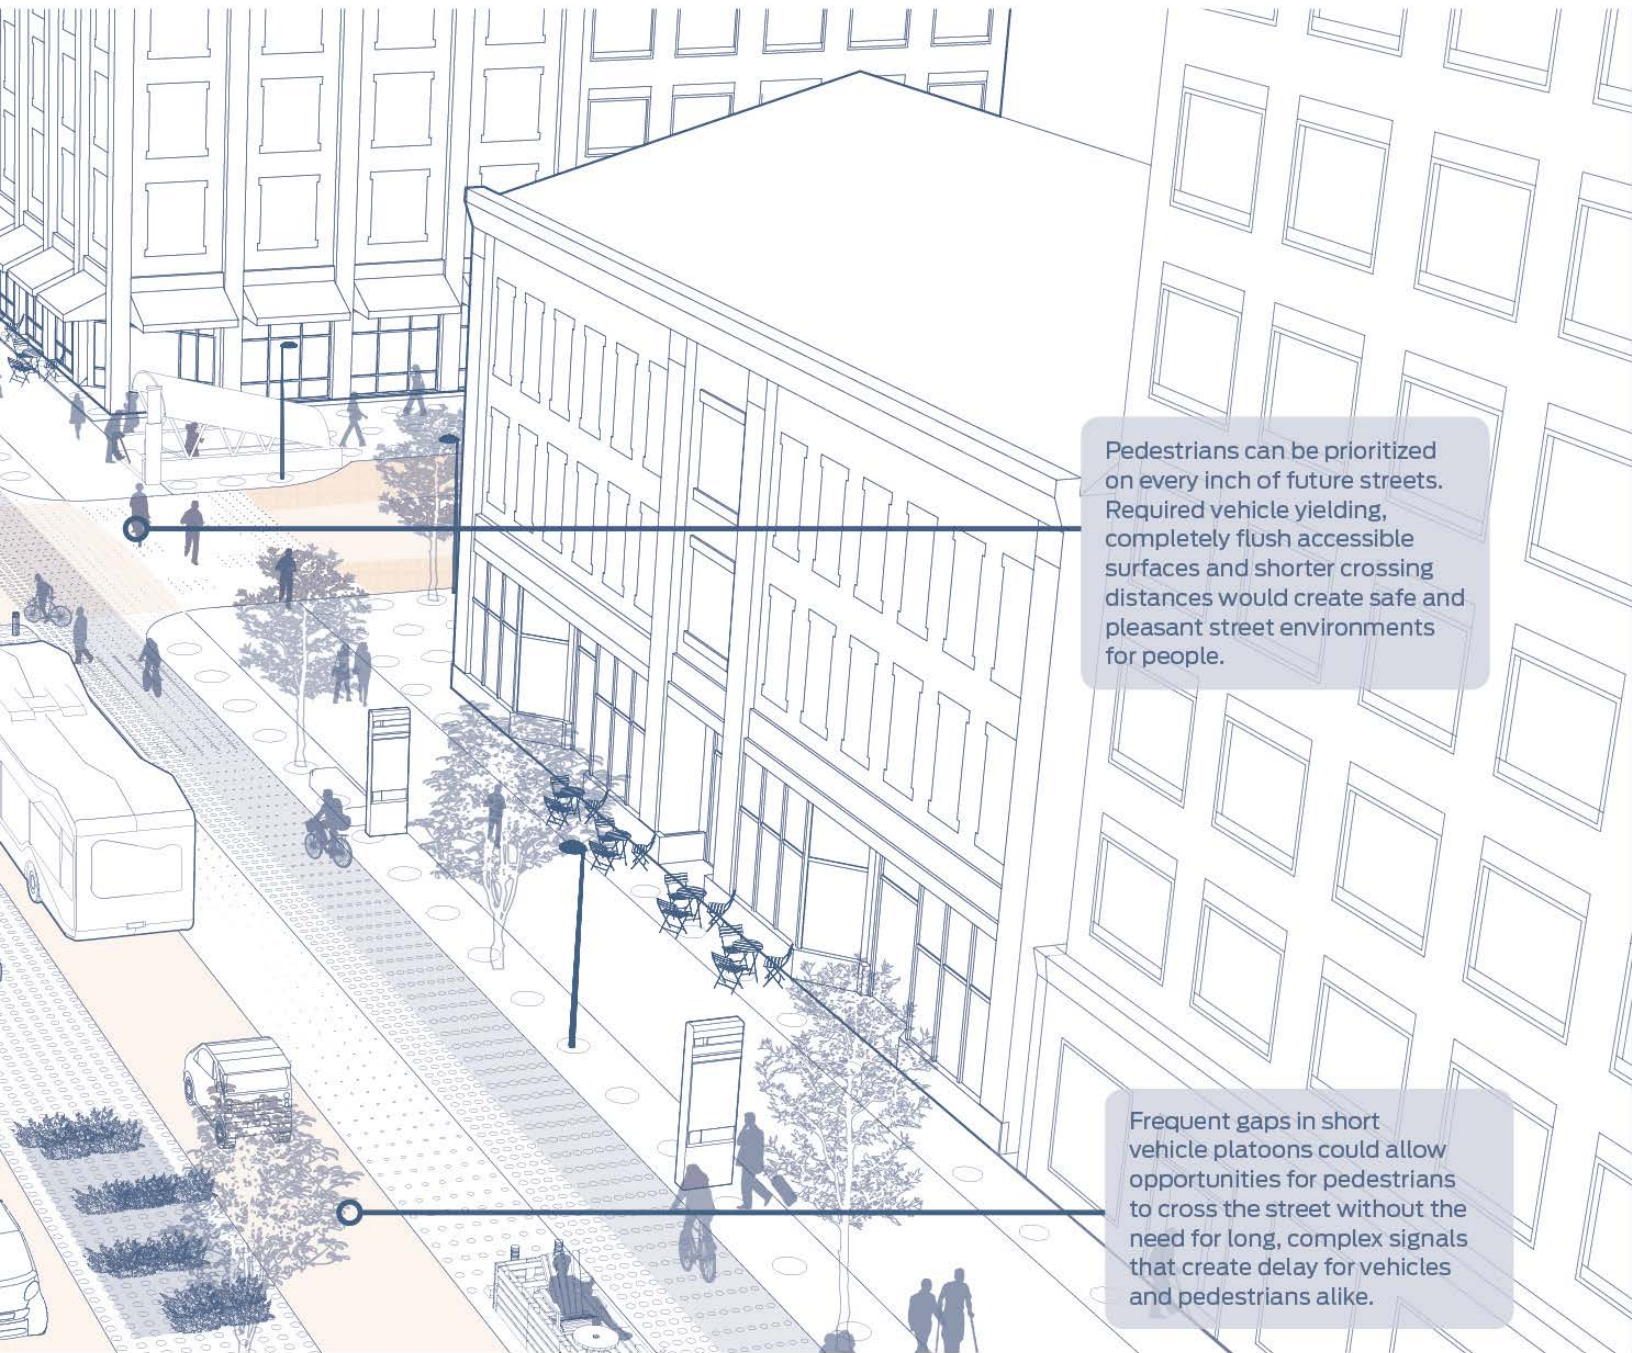 Pedestrians can be prioritized
on every inch of future streets.
Required vehicle yielding,
completely flush accessible
surfaces and shorter crossing
distances would create safe and
pleasant street environments
for people.
Frequent gaps in short
vehicle platoons could allow
opportunities for pedestrians
to cross the street without the
need for long, complex signals
that create delay for vehicles
and pedestrians alike.